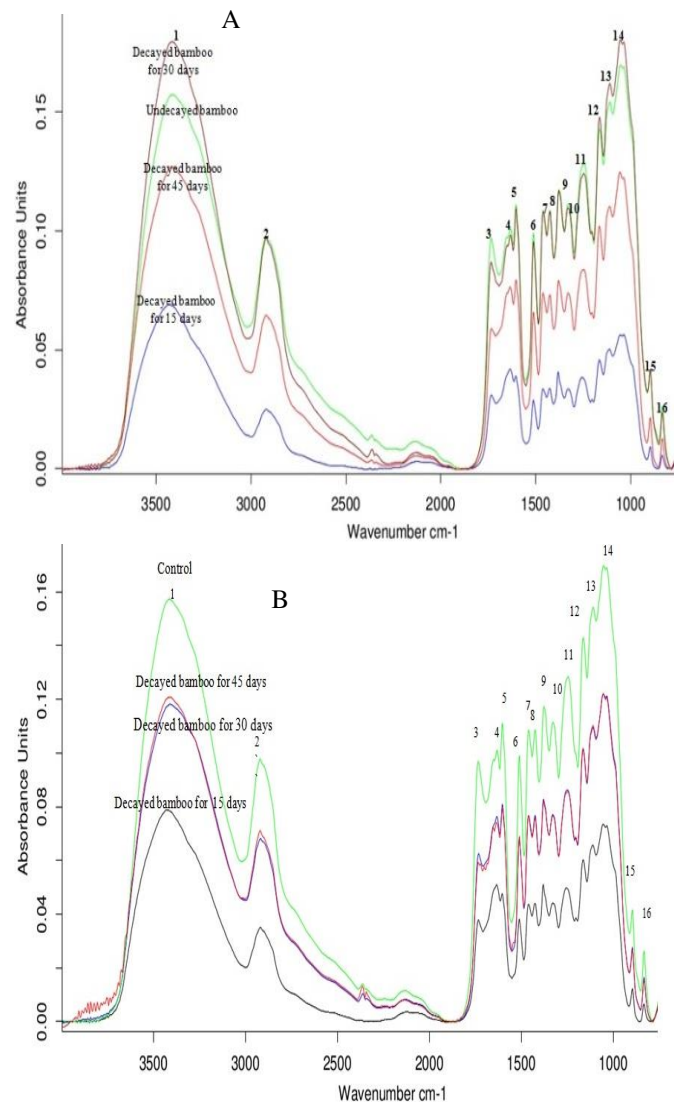 A
1
14
Decayed bamboo
for 30 days
13
Undecayed bamboo
12
Decayed bamboo
for 45 days
11
9
5
7 8
10
4
6
2
3
Decayed bamboo
for 15 days
15
16
0.15
0.10
0.05
0.00
Absorbance Units
3500 3000 2500 2000 1500 1000
Wavenumber cm-1
B
Control
1
14
13
12
11
Decayed bamboo for 45 days
9
10
5
7
8
Decayed bamboo for 30 days
2
3
4
6
Decayed bamboo for 15 days
15
16
0.16
0.12
0.08
0.04
0.00
Absorbance Units
3500 3000 2500 2000 1500 1000
Wavenumber cm-1